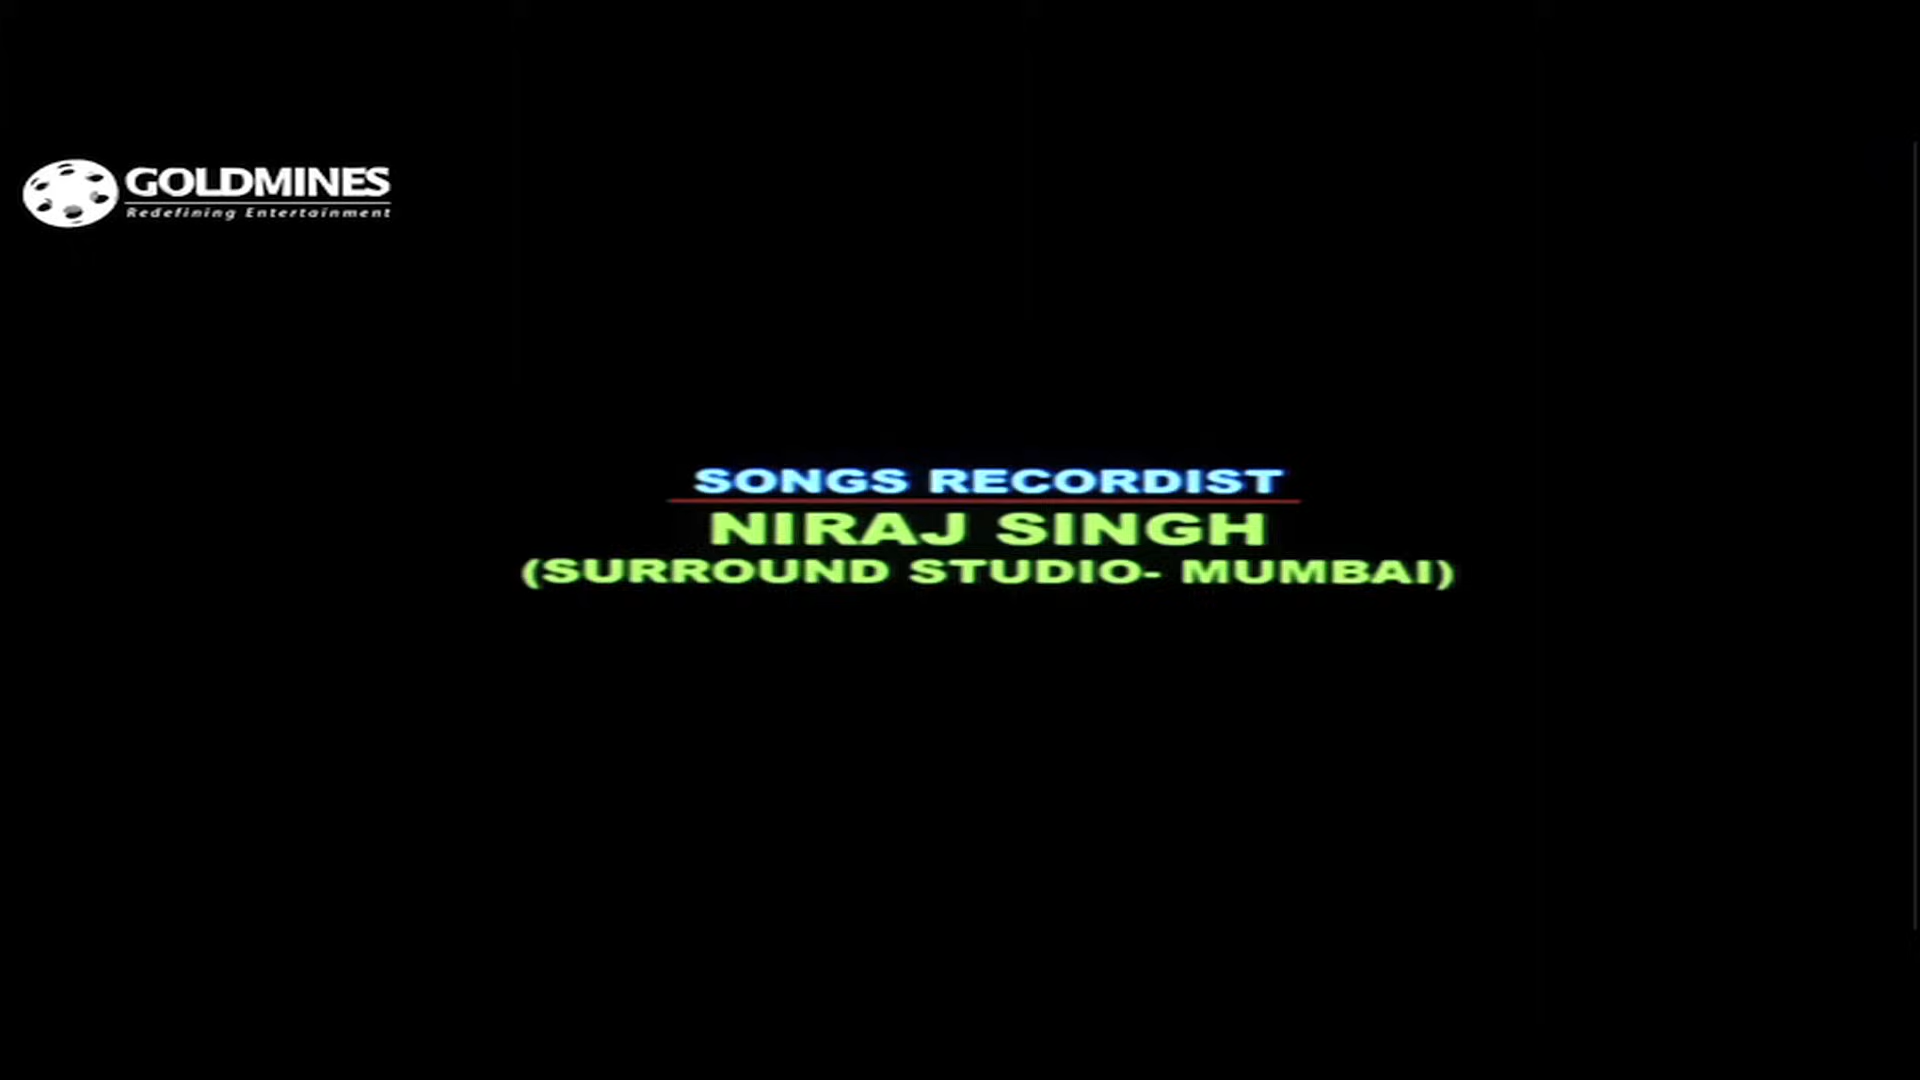 GOLDMINES
Redefining Entertainment
SONGS RECORDIST
NIRAJ SINGH
(SURROUND STUDIO- MUMBAI)